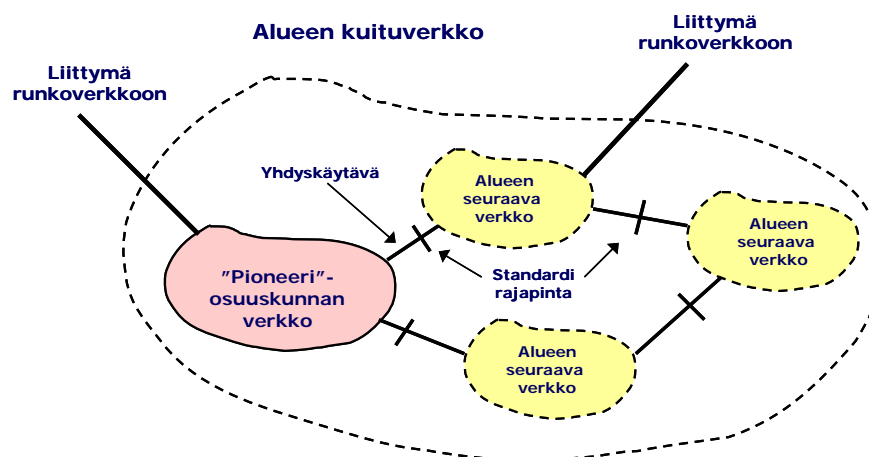 Alueen kuituverkko
Liittymä
runkoverkkoon
Liittymä
runkoverkkoon
Yhdyskäytävä
Alueen
seuraava
verkko
Alueen
seuraava
verkko
"Pioneeri"-
osuuskunnan
verkko
Standardi
rajapinta
Alueen
seuraava
verkko